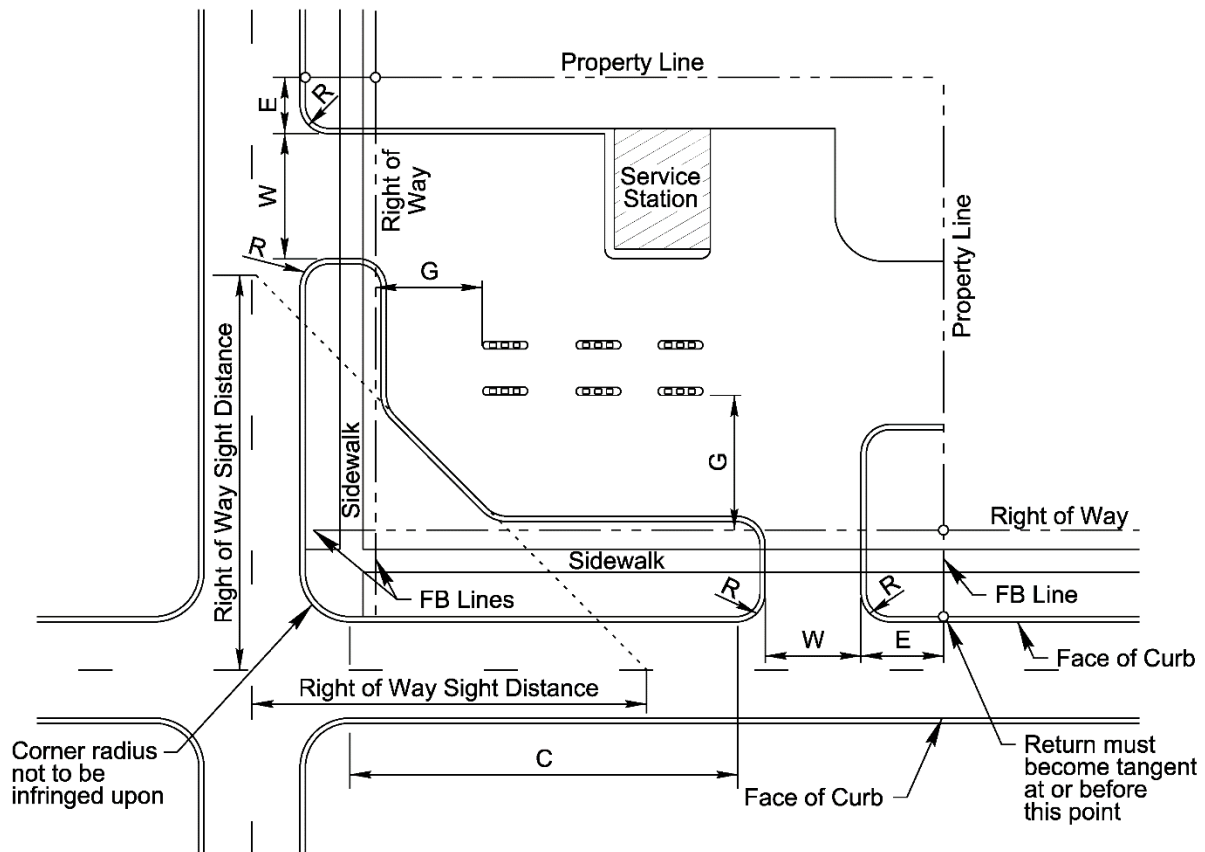 Property Line
E
R
W
Right of
Way
Service
Station
Property Line
R
G
Right of Way Sight Distance
Sidewalk
G
Right of Way
Sidewalk
R
R
FB Lines
FB Line
W
E
Face of Curb
Right of Way Sight Distance
Corner radius
not to be
infringed upon
C
Face of Curb
Return must
become tangent
at or before
this point